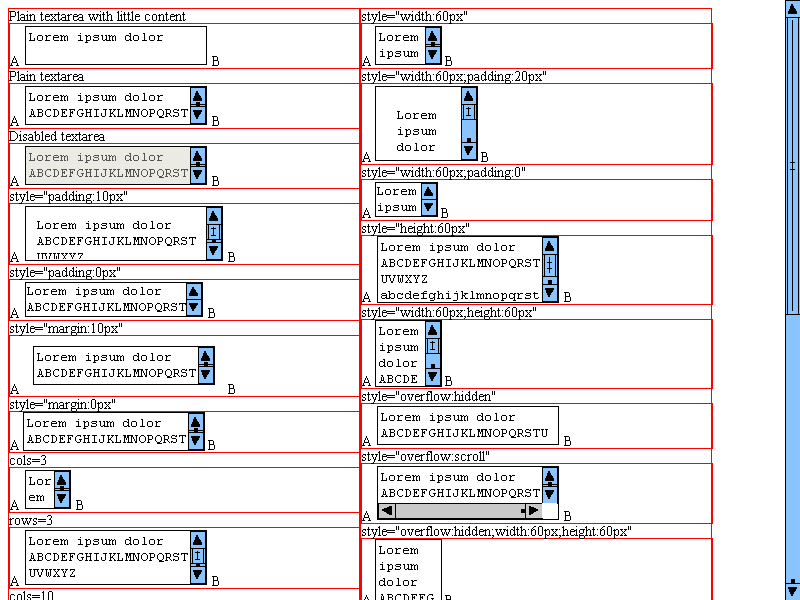 Plain textarea with little content
Lorem ipsum dolor
A B
Plain textarea
Lorem ipsum dolor
ABCDEFGHIJKLMNOPQRST
A B
Disabled textarea
Lorem ipsum dolor
ABCDEFGHIJKLMNOPQRST
A B
style="padding:10px"
Lorem ipsum dolor
ABCDEFGHIJKLMNOPQRST
UVWXYZ
A B
style="padding:0px"
Lorem ipsum dolor
ABCDEFGHIJKLMNOPQRST
A B
style="margin:10px"
Lorem ipsum dolor
ABCDEFGHIJKLMNOPQRST
A B
style="margin:0px"
Lorem ipsum dolor
ABCDEFGHIJKLMNOPQRST
A B
cols=3
Lor
em
A B
rows=3
Lorem ipsum dolor
ABCDEFGHIJKLMNOPQRST
UVWXYZ
A B
cols=10
style="width:60px"
Lorem
ipsum
A B
style="width:60px;padding:20px"
Lorem
ipsum
dolor
A B
style="width:60px;padding:0"
Lorem
ipsum
A B
style="height:60px"
Lorem ipsum dolor
ABCDEFGHIJKLMNOPQRST
UVWXYZ
abcdefghijklmnopqrst
A B
style="width:60px;height:60px"
Lorem
ipsum
dolor
ABCDE
A B
style="overflow:hidden"
Lorem ipsum dolor
ABCDEFGHIJKLMNOPQRSTU
A B
style="overflow:scroll"
Lorem ipsum dolor
ABCDEFGHIJKLMNOPQRST
A B
style="overflow:hidden;width:60px;height:60px"
Lorem
ipsum
dolor
ABCDEFG